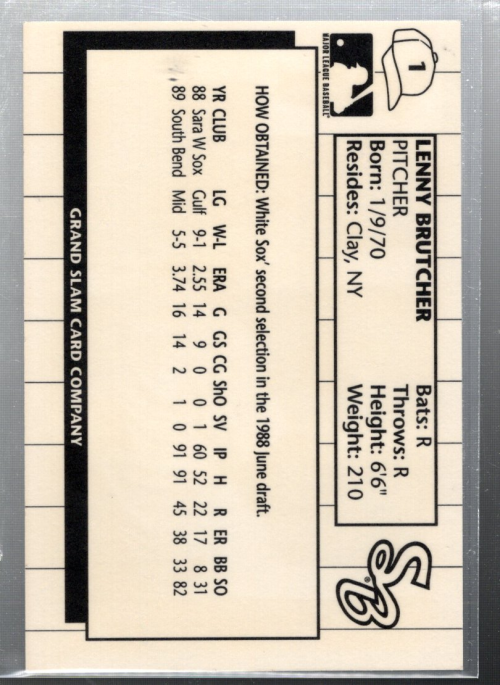 1
MAJOR LEAGUE BASEBALL
LENNY BRUTCHER
PITCHER
Bats: R
Born: 1/9/70
Throws: R
Resides: Clay, NY
Height: 6'6"
Weight: 210
SB
HOW OBTAINED: White Sox' second selection in the 1988 June draft.
YR CLUB LG W-L ERA G GS CG ShO SV IP H R ER BB SO
88 Sara W Sox Gulf 9-1 2.55 14 9 0 0 1 60 52 22 17 8 31
89 South Bend Mid 5-5 3.74 16 14 2 1 0 91 91 45 38 33 82
GRAND SLAM CARD COMPANY